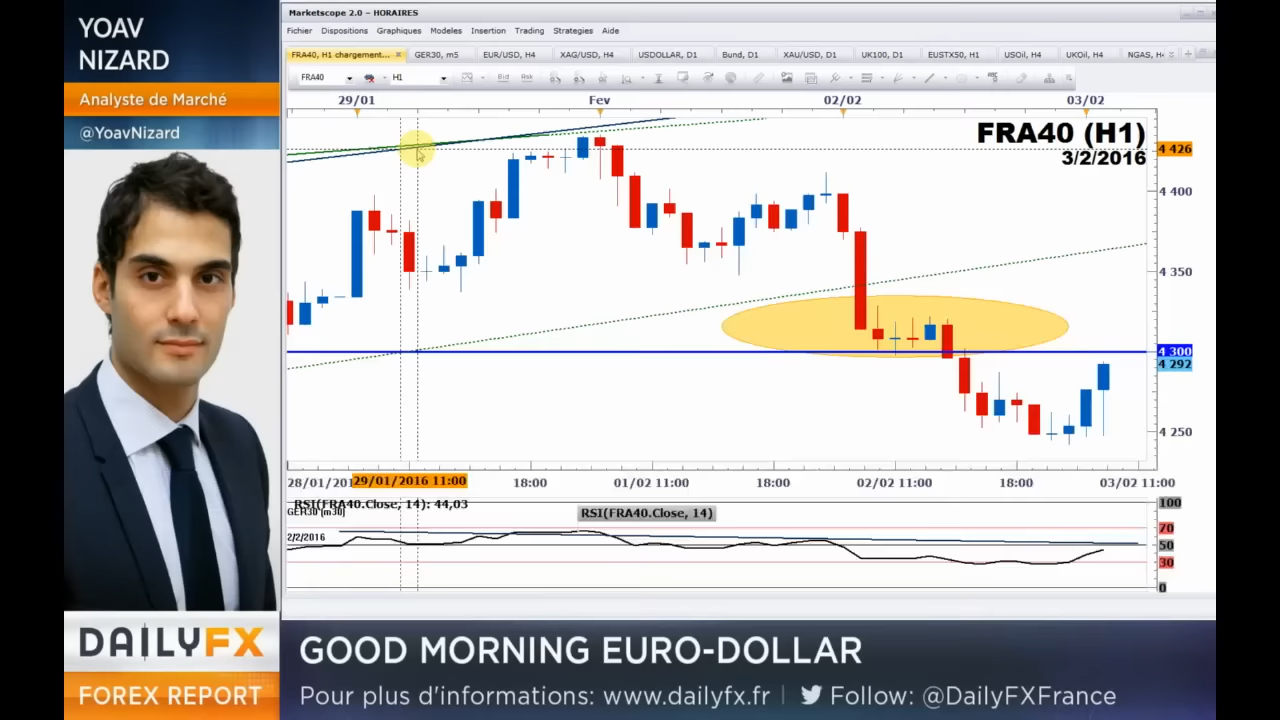 YOAV
NIZARD
Analyste de Marché
@YoavNizard
Marketscope 2.0 – HORAIRES
Fichier Dispositions Graphiques Modeles Insertion Trading Strategies Aide
FRA40, H1 chargement... GER30, m5 EUR/USD, H4 XAG/USD, H4 USDOLLAR, D1 Bund, D1 XAU/USD, D1 UK100, D1 EUSTX50, H1 USOil, H4 UKOil, H4 NGAS, H
FRA40 H1 Bid Ask
29/01 Fev 02/02 03/02
FRA40 (H1)
3/2/2016
4 426
4 400
4 350
4 300
4 292
4 250
28/01/201 29/01/2016 11:00 18:00 01/02 11:00 18:00 02/02 11:00 18:00 03/02 11:00
RSI(FRA40.Close, 14): 44,03
GER30 [m30]
RSI(FRA40.Close, 14)
2/2/2016
100
70
50
30
0
DAILYFX
FOREX REPORT
GOOD MORNING EURO-DOLLAR
Pour plus d'informations: www.dailyfx.fr | Follow: @DailyFXFrance